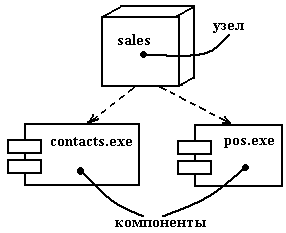 узел
sales
contacts.exe
pos.exe
компоненты